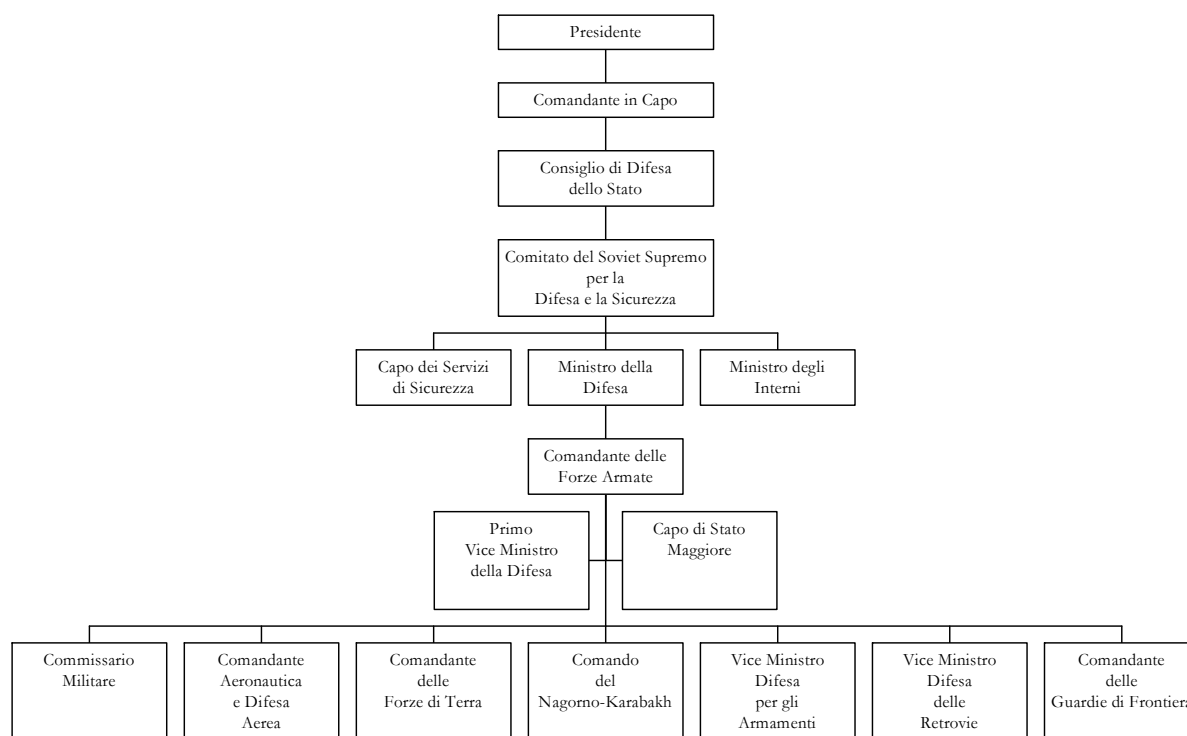 Presidente
Comandante in Capo
Consiglio di Difesa
dello Stato
Comitato del Soviet Supremo
per la
Difesa e la Sicurezza
Capo dei Servizi
di Sicurezza
Ministro della
Difesa
Ministro degli
Interni
Comandante delle
Forze Armate
Primo
Vice Ministro
della Difesa
Capo di Stato
Maggiore
Commissario
Militare
Comandante
Aeronautica
e Difesa
Aerea
Comandante
delle
Forze di Terra
Comando
del
Nagorno-Karabakh
Vice Ministro
Difesa
per gli
Armamenti
Vice Ministro
Difesa
delle
Retrovie
Comandante
delle
Guardie di Frontiera